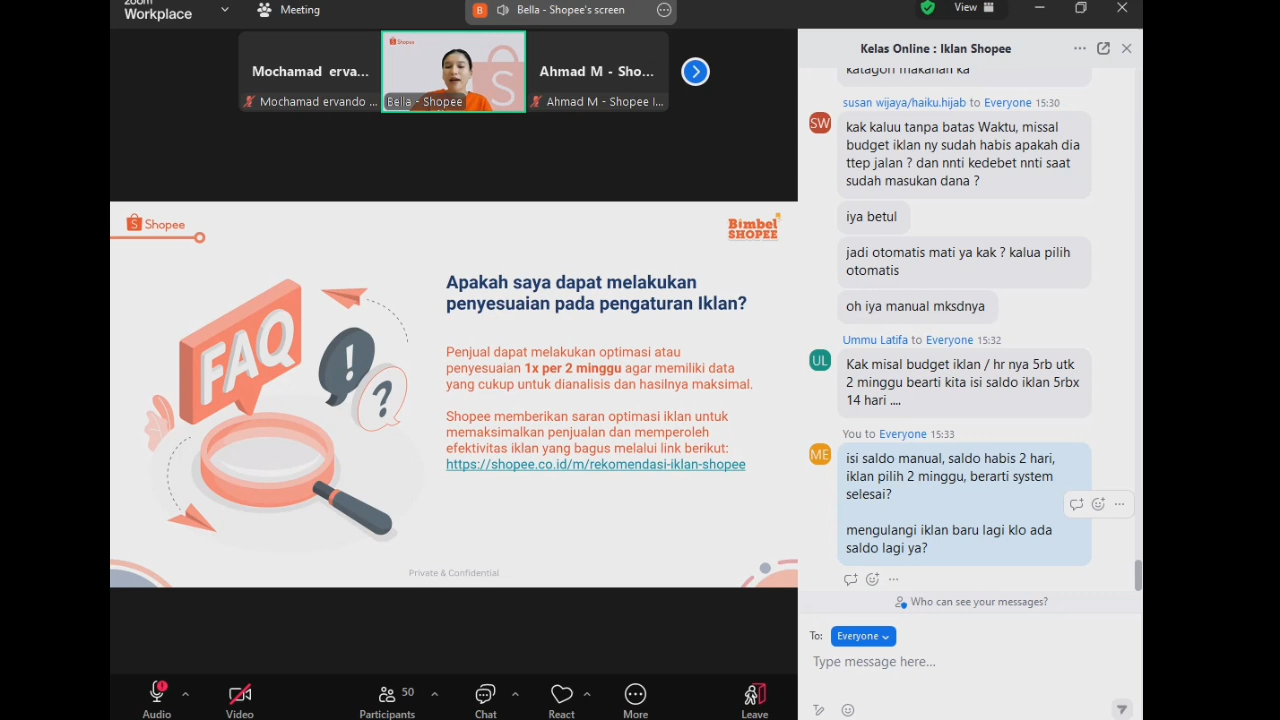 zoom
Workplace
Meeting
B
Bella - Shopee's screen
View
Mochamad erva...
Mochamad ervando ...
Shopee
S
Bella - Shopee
Ahmad M - Sho...
Ahmad M - Shopee I...
Shopee
Bimbel
SHOPEE
FAQ
!
?
Apakah saya dapat melakukan
penyesuaian pada pengaturan Iklan?
Penjual dapat melakukan optimasi atau
penyesuaian 1x per 2 minggu agar memiliki data
yang cukup untuk dianalisis dan hasilnya maksimal.
Shopee memberikan saran optimasi iklan untuk
memaksimalkan penjualan dan memperoleh
efektivitas iklan yang bagus melalui link berikut:
https://shopee.co.id/m/rekomendasi-iklan-shopee
Private & Confidential
Kelas Online : Iklan Shopee
katagori makanan ka
susan wijaya/haiku.hijab to Everyone 15:30
SW
kak kaluu tanpa batas Waktu, missal
budget iklan ny sudah habis apakah dia
ttep jalan ? dan nnti kedebet nnti saat
sudah masukan dana ?
iya betul
jadi otomatis mati ya kak ? kalua pilih
otomatis
oh iya manual mksdnya
Ummu Latifa to Everyone 15:32
UL
Kak misal budget iklan / hr nya 5rb utk
2 minggu bearti kita isi saldo iklan 5rbx
14 hari ....
You to Everyone 15:33
ME
isi saldo manual, saldo habis 2 hari,
iklan pilih 2 minggu, berarti system
selesai?
mengulangi iklan baru lagi klo ada
saldo lagi ya?
Who can see your messages?
To: Everyone
Type message here...
Audio
Video
50
Participants
Chat
React
More
Leave